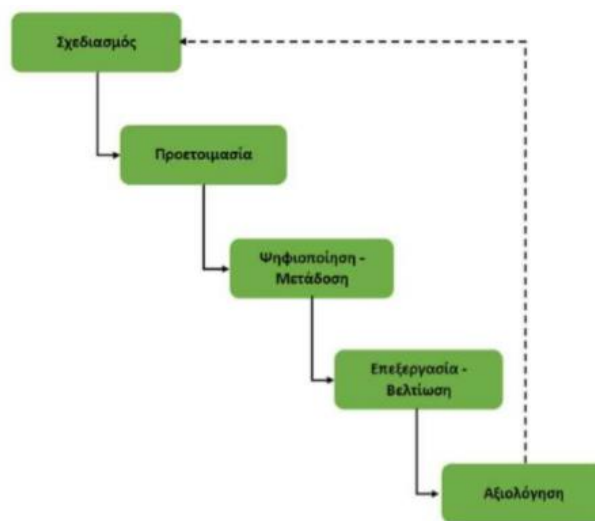 Σχεδιασμός
Προετοιμασία
Ψηφιοποίηση -
Μετάδοση
Επεξεργασία -
Βελτίωση
Αξιολόγηση